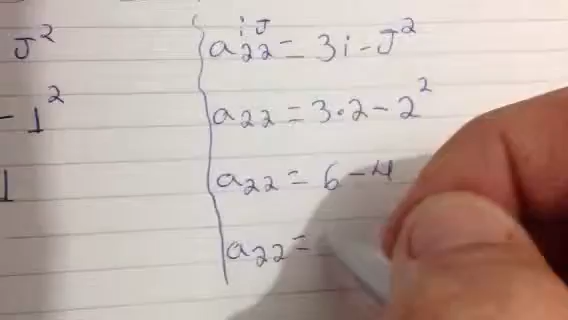 J²
- 1²
1
i J
a22 = 3i - J²
a22 = 3·2 - 2²
a22 = 6 - 4
a22 =